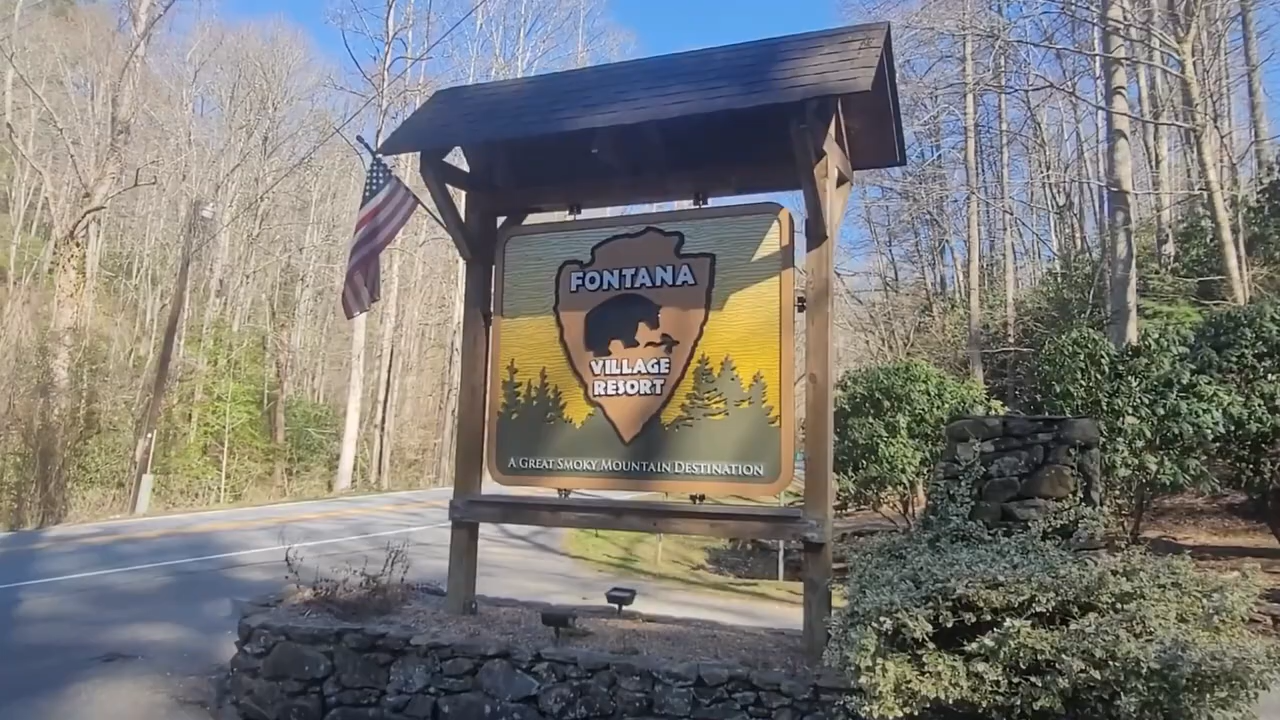 FONTANA
VILLAGE
RESORT
A GREAT SMOKY MOUNTAIN DESTINATION